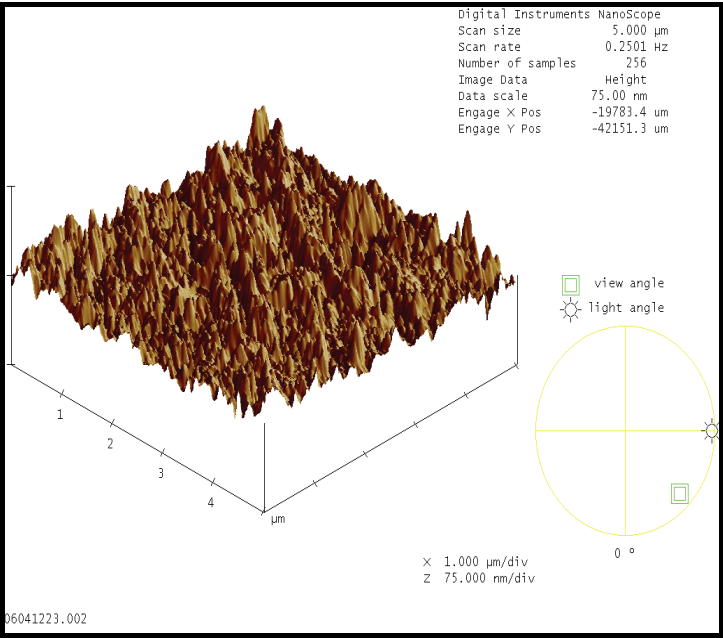 Digital Instruments NanoScope
Scan size 5.000 µm
Scan rate 0.2501 Hz
Number of samples 256
Image Data Height
Data scale 75.00 nm
Engage X Pos -19783.4 um
Engage Y Pos -42151.3 um
view angle
light angle
1
2
3
4
µm
0 º
X 1.000 µm/div
Z 75.000 nm/div
06041223.002